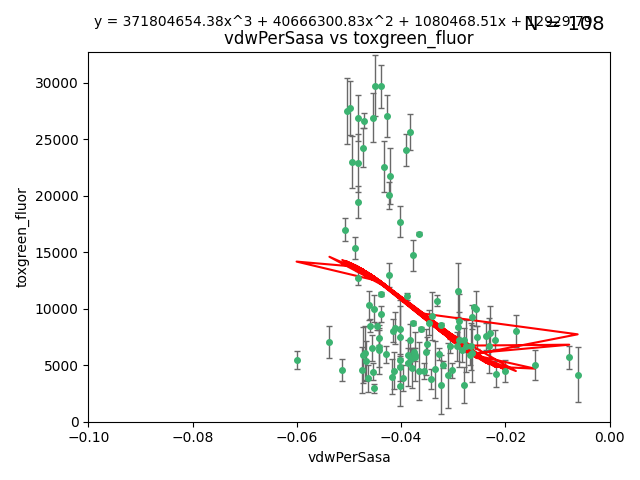 y = 371804654.38x^3 + 40666300.83x^2 + 1080468.51x +
N = 108
vdwPerSasa vs toxgreen_fluor
toxgreen_fluor
30000
25000
20000
15000
10000
5000
0
-0.10
-0.08
-0.06
-0.04
-0.02
0.00
vdwPerSasa